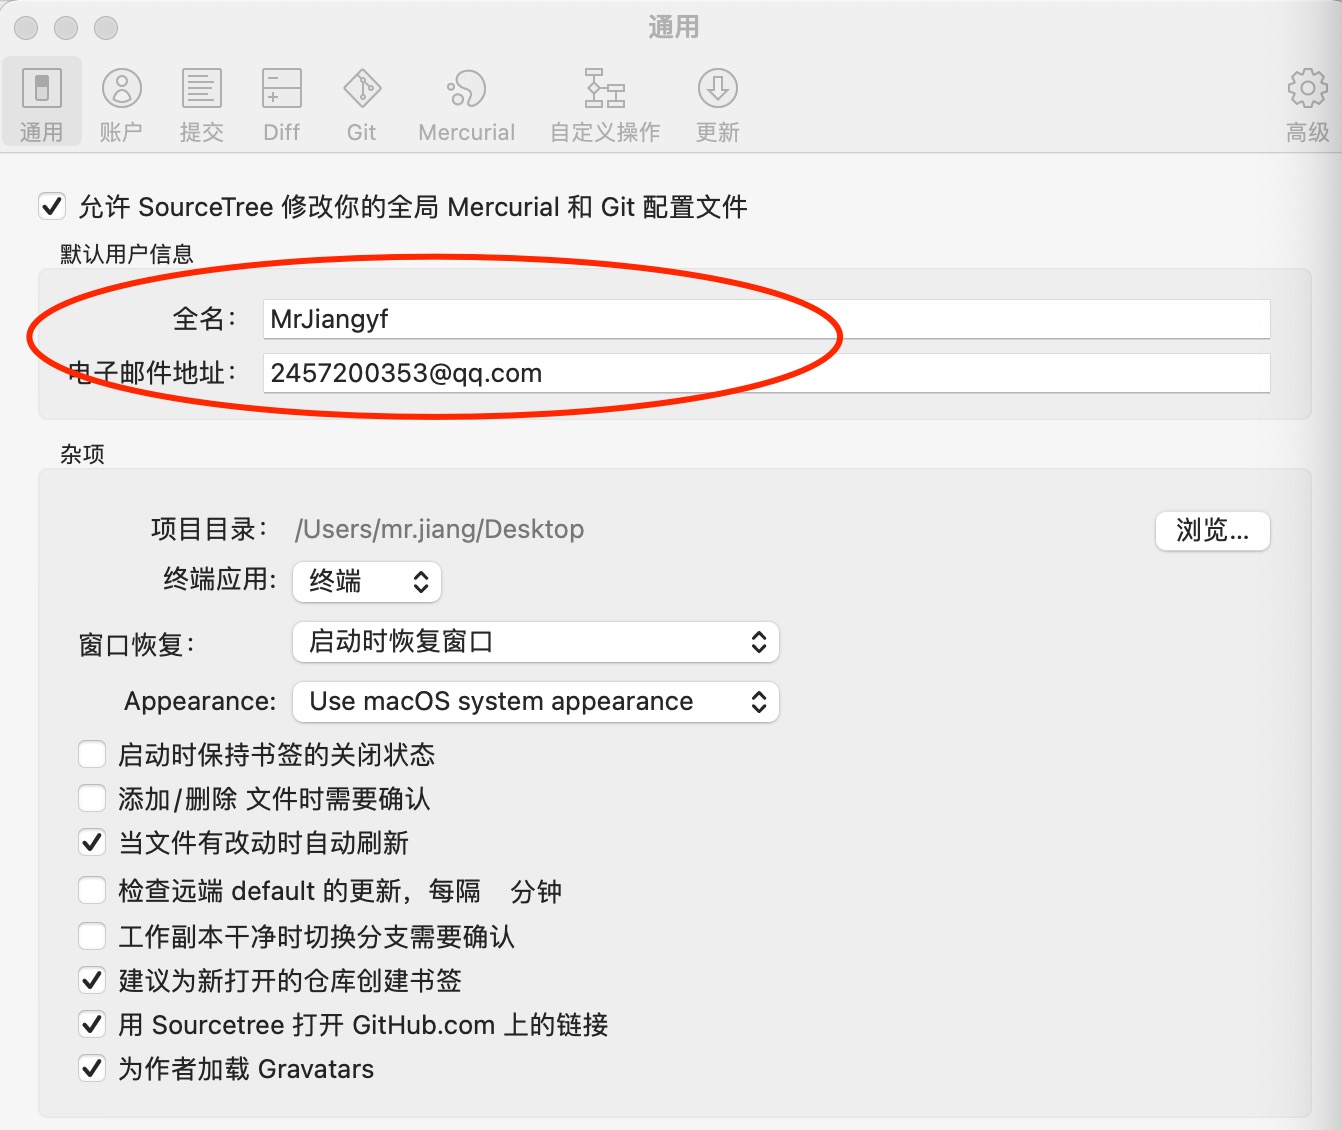 通用
通用 账户 提交 Diff Git Mercurial 自定义操作 更新 高级
允许 SourceTree 修改你的全局 Mercurial 和 Git 配置文件
默认用户信息
全名： MrJiangyf
电子邮件地址： 2457200353@qq.com
杂项
项目目录： /Users/mr.jiang/Desktop 浏览...
终端应用: 终端
窗口恢复： 启动时恢复窗口
Appearance: Use macOS system appearance
启动时保持书签的关闭状态
添加/删除 文件时需要确认
当文件有改动时自动刷新
检查远端 default 的更新，每隔 分钟
工作副本干净时切换分支需要确认
建议为新打开的仓库创建书签
用 Sourcetree 打开 GitHub.com 上的链接
为作者加载 Gravatars